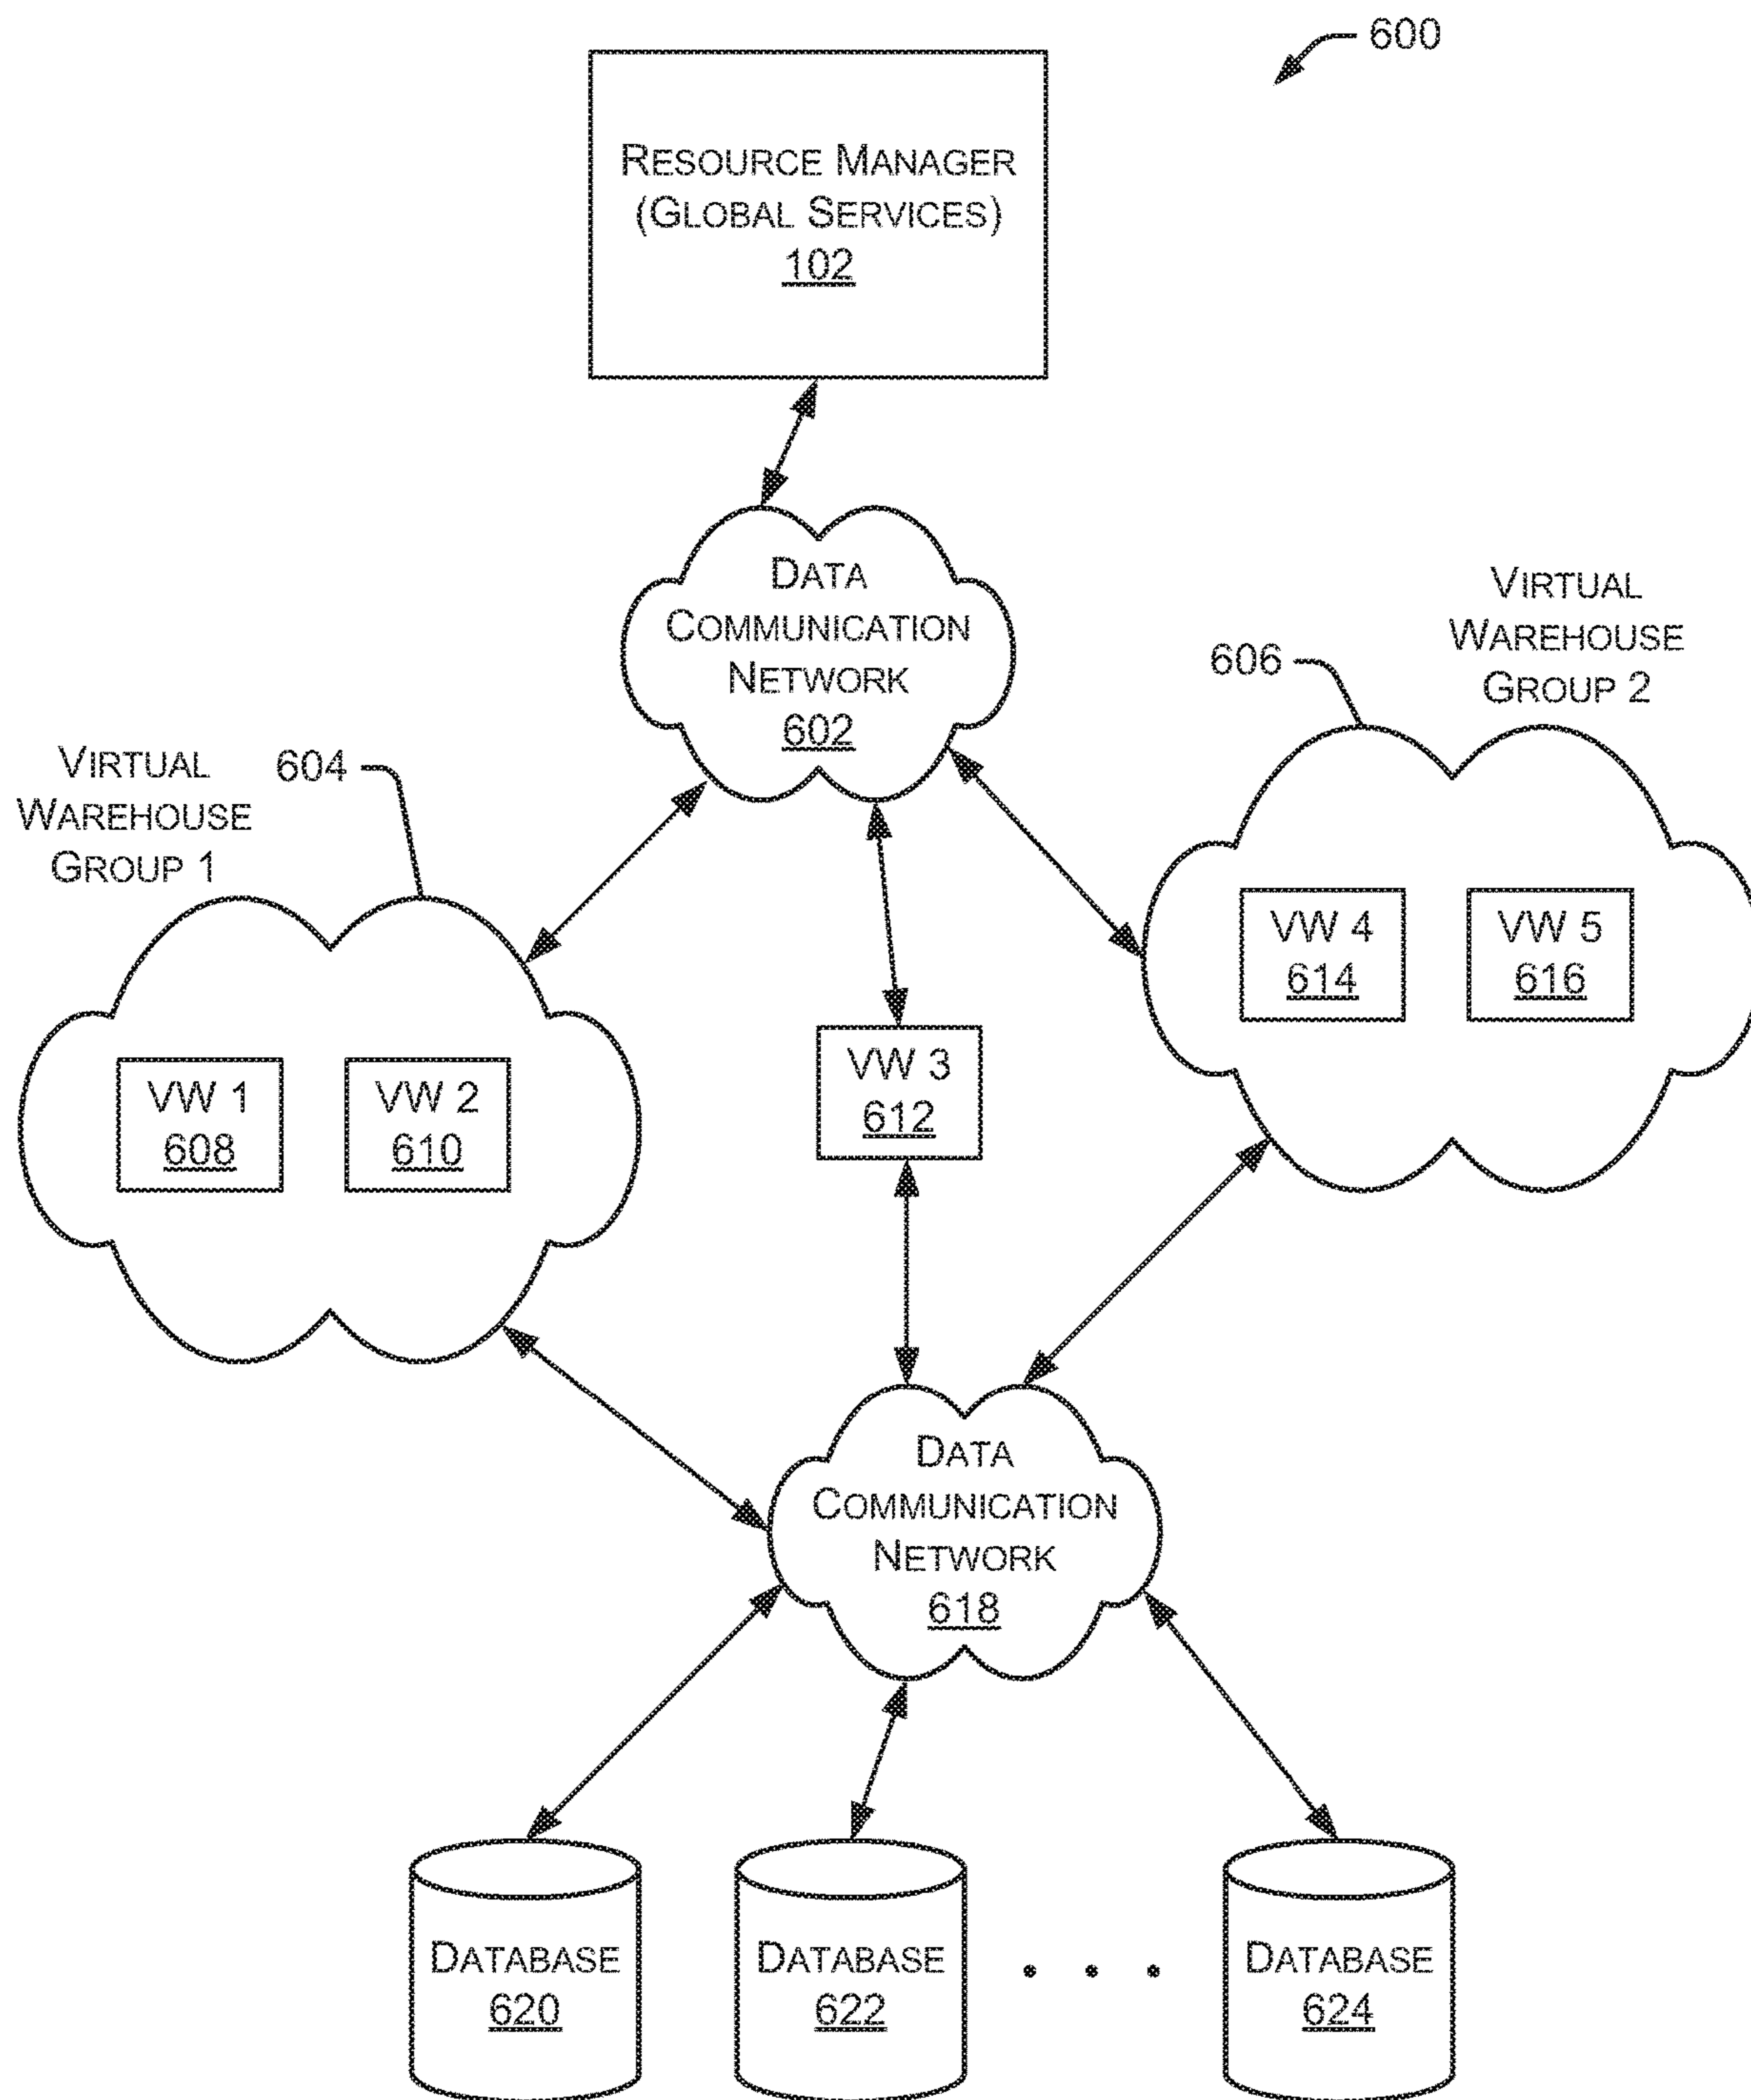 600
RESOURCE MANAGER
(GLOBAL SERVICES)
102
DATA
COMMUNICATION
NETWORK
602
VIRTUAL
WAREHOUSE
GROUP 2
606
VIRTUAL
WAREHOUSE
GROUP 1
604
VW 4
614
VW 5
616
VW 3
612
VW 1
608
VW 2
610
DATA
COMMUNICATION
NETWORK
618
DATABASE
620
DATABASE
622
. . .
DATABASE
624